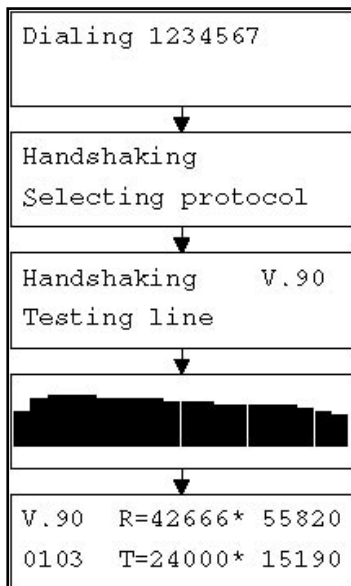 Dialing 1234567
Handshaking
Selecting protocol
Handshaking V.90
Testing line
V.90 R=42666* 55820
0103 T=24000* 15190